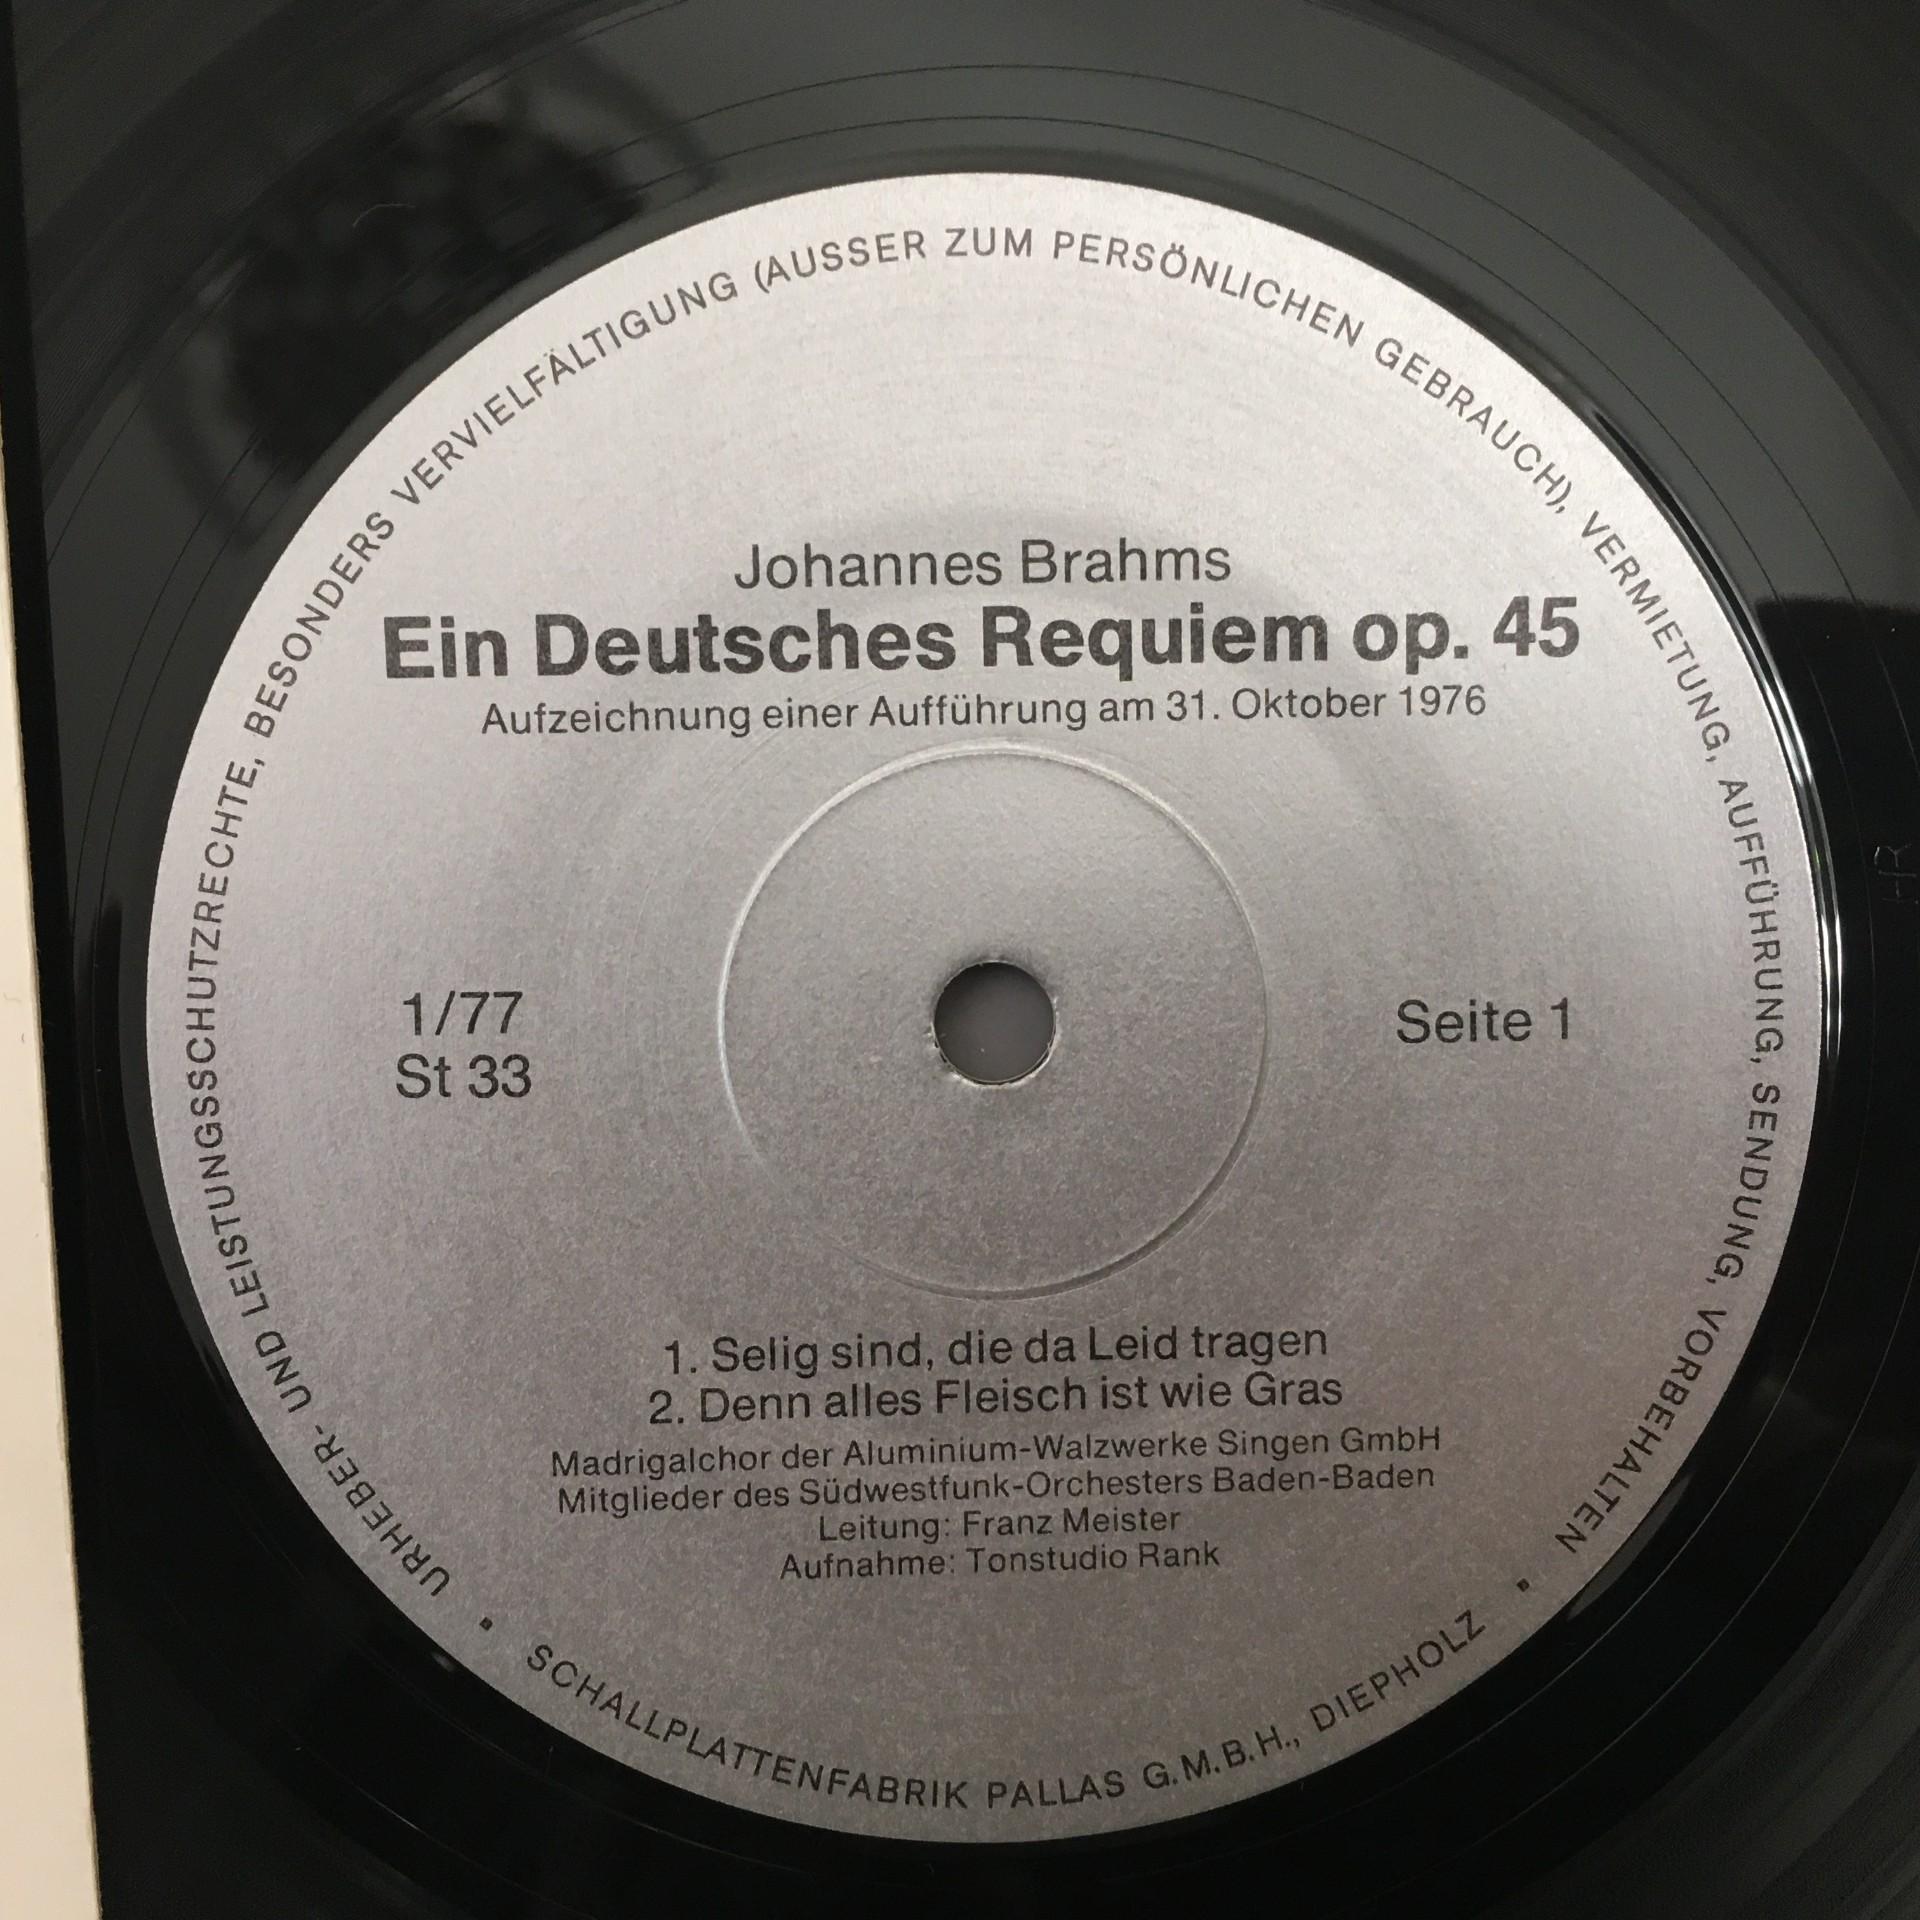 URHEBER- UND LEISTUNGSSCHUTZRECHTE, BESONDERS VERVIELFÄLTIGUNG (AUSSER ZUM PERSÖNLICHEN GEBRAUCH), VERMIETUNG, AUFFÜHRUNG, SENDUNG, VORBEHALTEN
Johannes Brahms
Ein Deutsches Requiem op. 45
Aufzeichnung einer Aufführung am 31. Oktober 1976
1/77
St 33
Seite 1
1. Selig sind, die da Leid tragen
2. Denn alles Fleisch ist wie Gras
Madrigalchor der Aluminium-Walzwerke Singen GmbH
Mitglieder des Südwestfunk-Orchesters Baden-Baden
Leitung: Franz Meister
Aufnahme: Tonstudio Rank
• SCHALLPLATTENFABRIK PALLAS G.M.B.H., DIEPHOLZ •